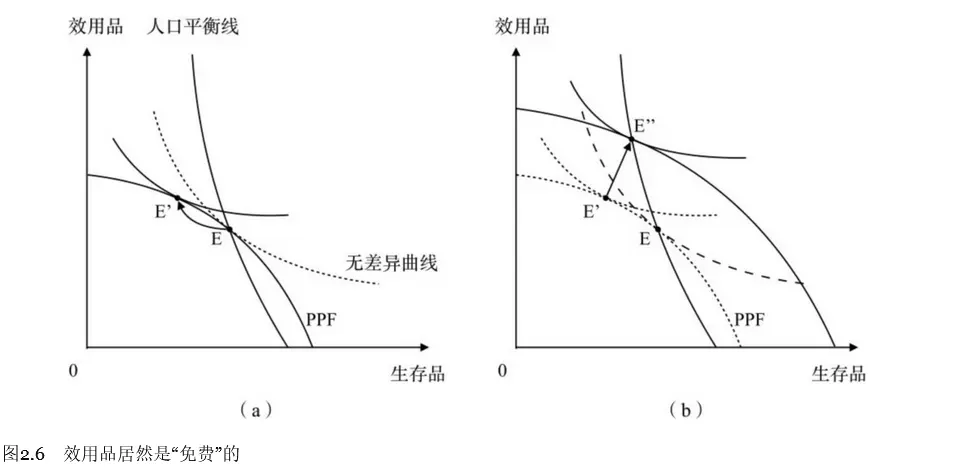 效用品 人口平衡线
E’
E
无差异曲线
PPF
0
生存品
（a）
效用品
E’’
E’
E
PPF
0
生存品
（b）
图2.6 效用品居然是“免费”的